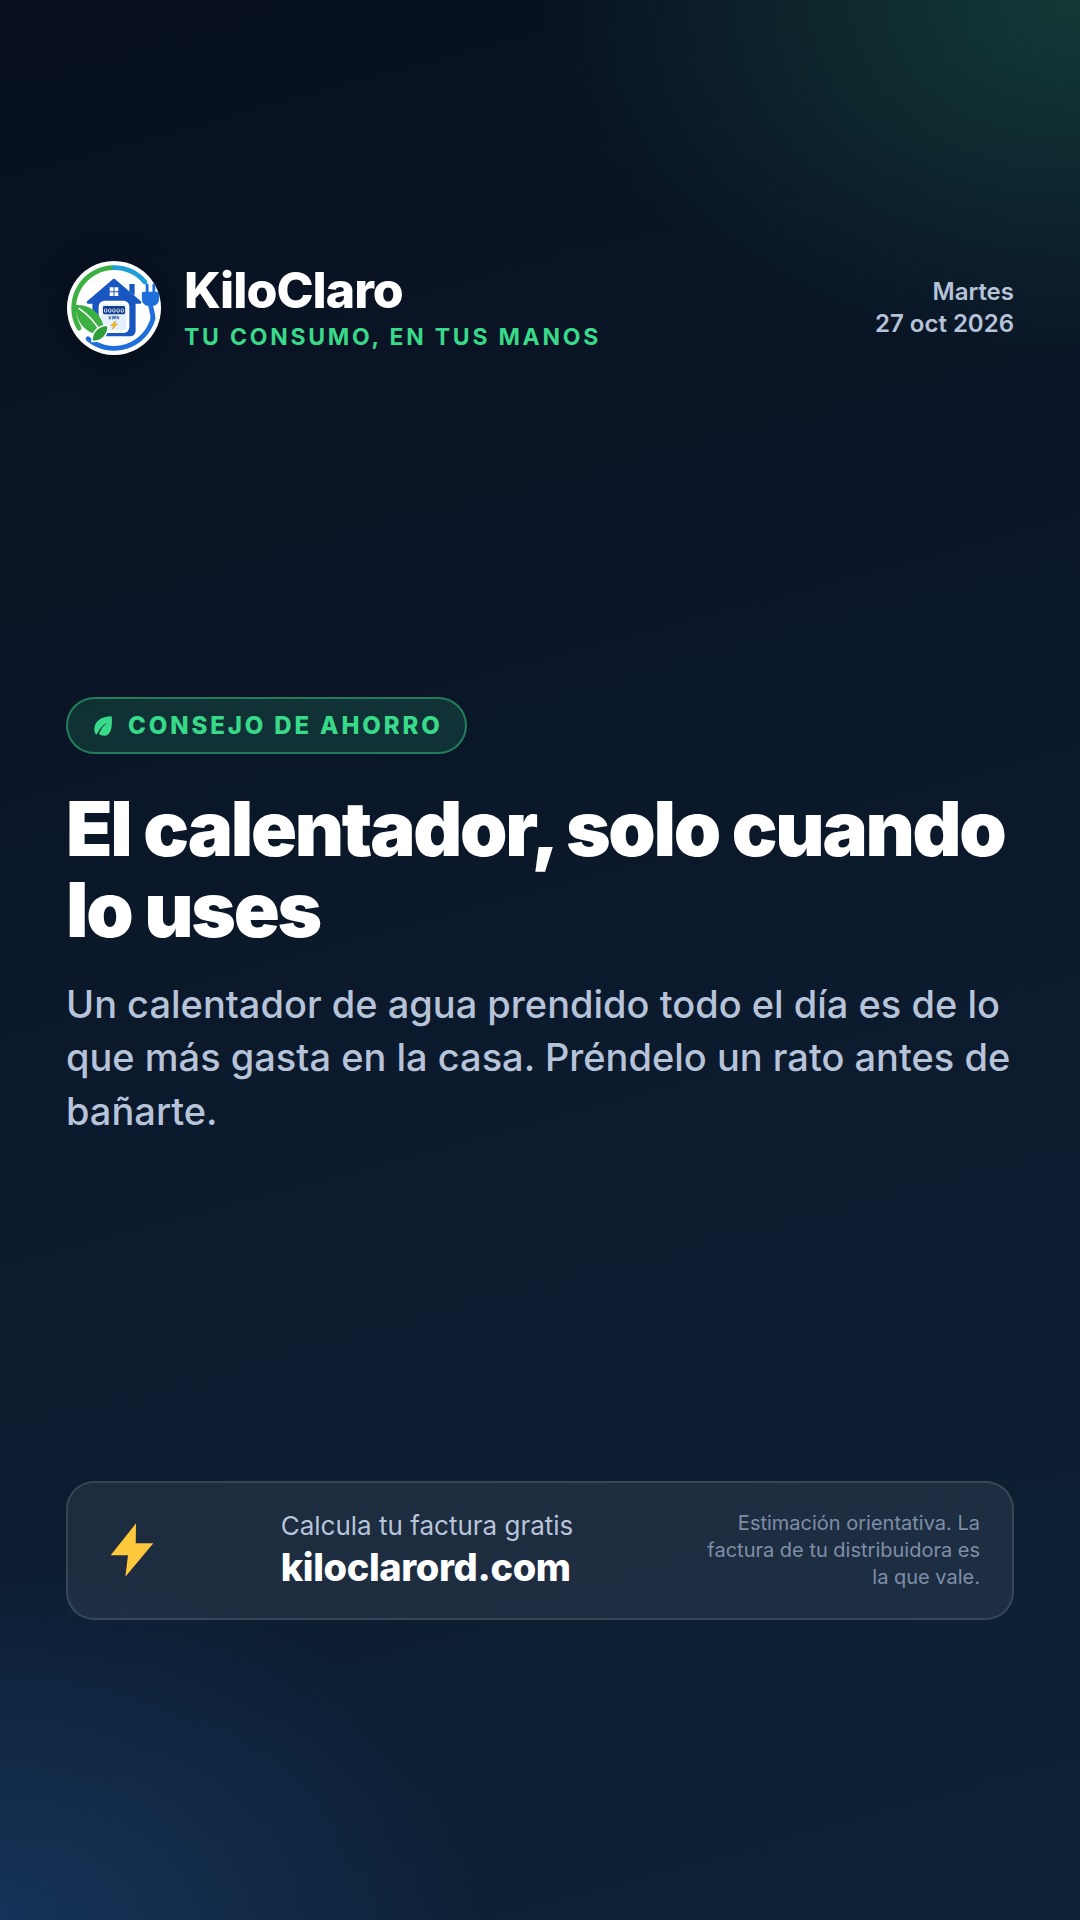 KiloClaro
TU CONSUMO, EN TUS MANOS
Martes
27 oct 2026
CONSEJO DE AHORRO
El calentador, solo cuando
lo uses
Un calentador de agua prendido todo el día es de lo
que más gasta en la casa. Préndelo un rato antes de
bañarte.
Calcula tu factura gratis
kiloclarord.com
Estimación orientativa. La
factura de tu distribuidora es
la que vale.